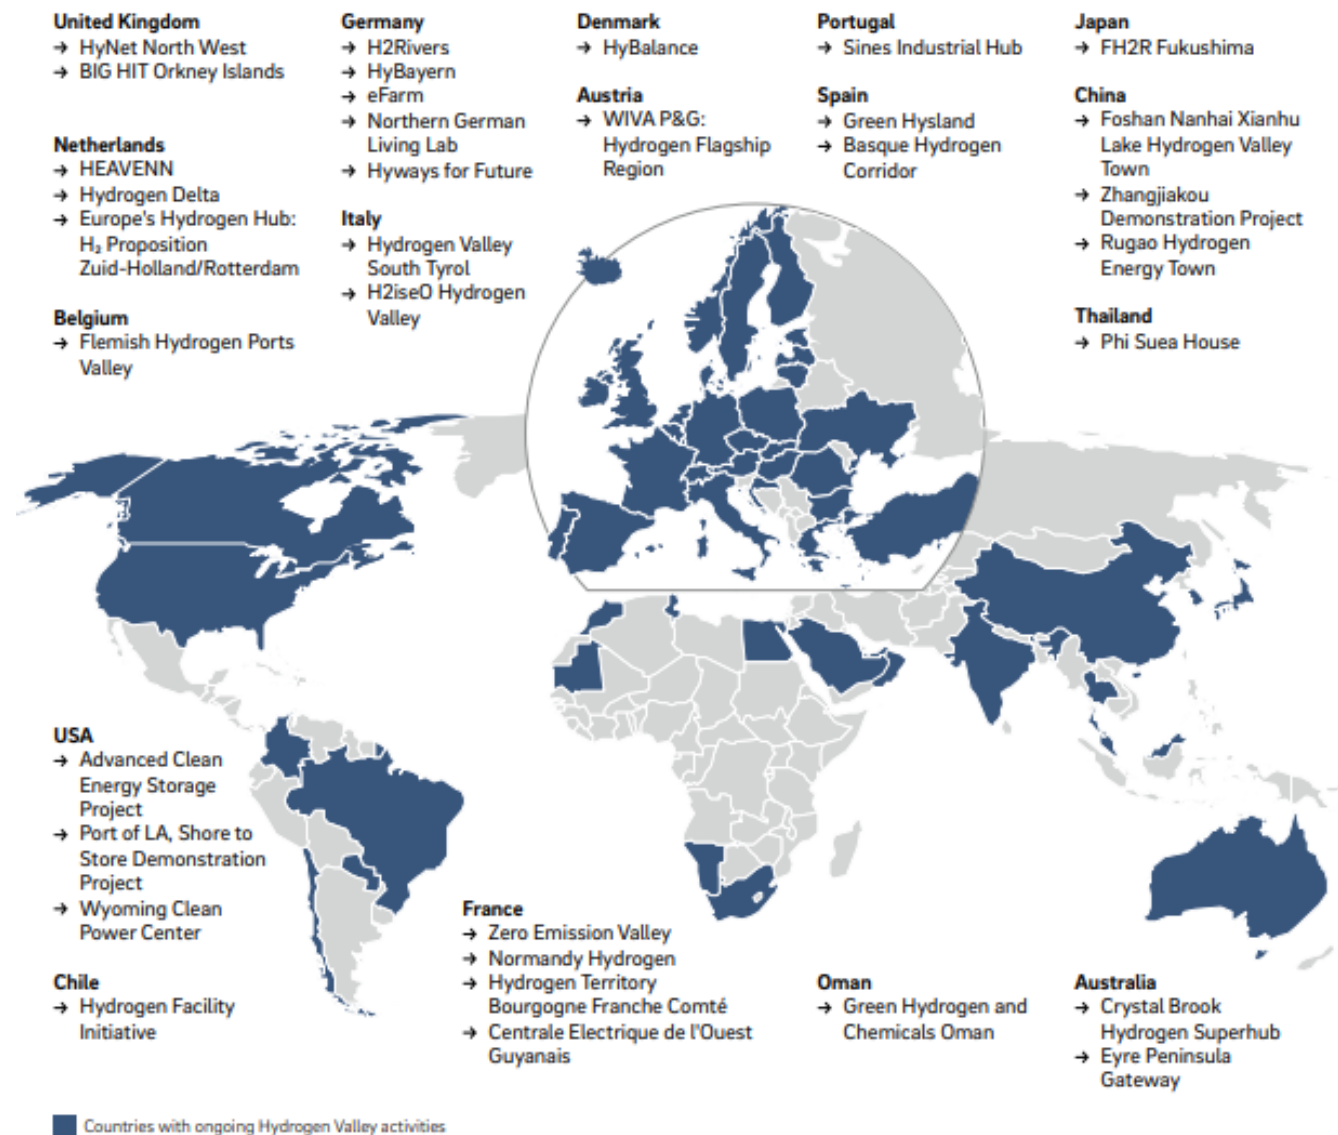 United Kingdom
→ HyNet North West
→ BIG HIT Orkney Islands
Netherlands
→ HEAVENN
→ Hydrogen Delta
→ Europe's Hydrogen Hub:
H₂ Proposition
Zuid-Holland/Rotterdam
Belgium
→ Flemish Hydrogen Ports
Valley
Germany
→ H2Rivers
→ HyBayern
→ eFarm
→ Northern German
Living Lab
→ Hyways for Future
Italy
→ Hydrogen Valley
South Tyrol
→ H2iseO Hydrogen
Valley
Denmark
→ HyBalance
Austria
→ WIVA P&G:
Hydrogen Flagship
Region
Portugal
→ Sines Industrial Hub
Spain
→ Green Hysland
→ Basque Hydrogen
Corridor
Japan
→ FH2R Fukushima
China
→ Foshan Nanhai Xianhu
Lake Hydrogen Valley
Town
→ Zhangjiakou
Demonstration Project
→ Rugao Hydrogen
Energy Town
Thailand
→ Phi Suea House
USA
→ Advanced Clean
Energy Storage
Project
→ Port of LA, Shore to
Store Demonstration
Project
→ Wyoming Clean
Power Center
Chile
→ Hydrogen Facility
Initiative
France
→ Zero Emission Valley
→ Normandy Hydrogen
→ Hydrogen Territory
Bourgogne Franche Comté
→ Centrale Electrique de l'Ouest
Guyanais
Oman
→ Green Hydrogen and
Chemicals Oman
Australia
→ Crystal Brook
Hydrogen Superhub
→ Eyre Peninsula
Gateway
Countries with ongoing Hydrogen Valley activities